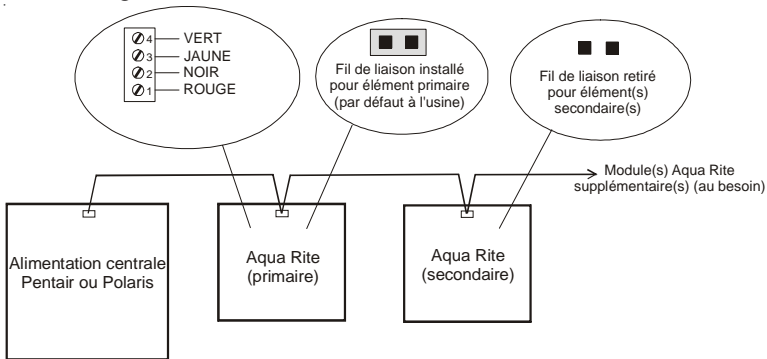 4 VERT
3 JAUNE
2 NOIR
1 ROUGE
Fil de liaison installé
pour élément primaire
(par défaut à l'usine)
Fil de liaison retiré
pour élément(s)
secondaire(s)
Module(s) Aqua Rite
supplémentaire(s) (au besoin)
Alimentation centrale
Pentair ou Polaris
Aqua Rite
(primaire)
Aqua Rite
(secondaire)